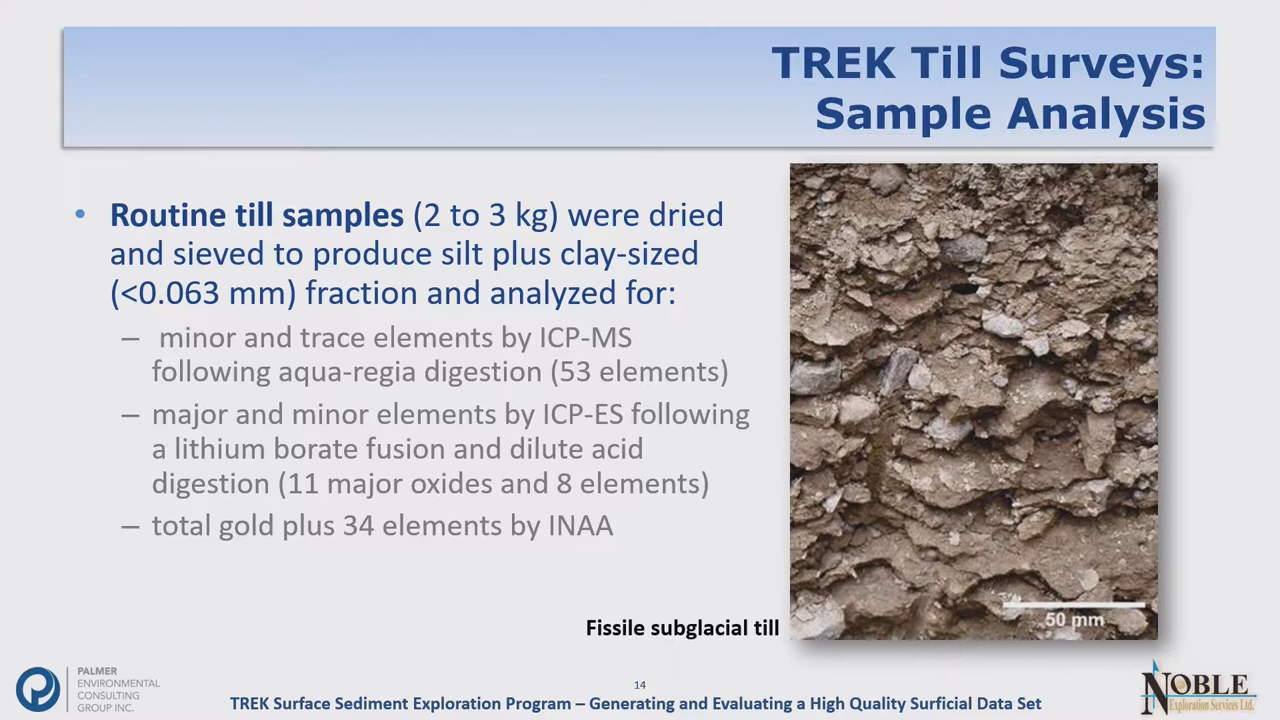 TREK Till Surveys:
Sample Analysis
• Routine till samples (2 to 3 kg) were dried
and sieved to produce silt plus clay-sized
(<0.063 mm) fraction and analyzed for:
– minor and trace elements by ICP-MS
following aqua-regia digestion (53 elements)
– major and minor elements by ICP-ES following
a lithium borate fusion and dilute acid
digestion (11 major oxides and 8 elements)
– total gold plus 34 elements by INAA
50 mm
Fissile subglacial till
PALMER
ENVIRONMENTAL
CONSULTING
GROUP INC.
14
TREK Surface Sediment Exploration Program – Generating and Evaluating a High Quality Surficial Data Set
NOBLE
Exploration Services Ltd.